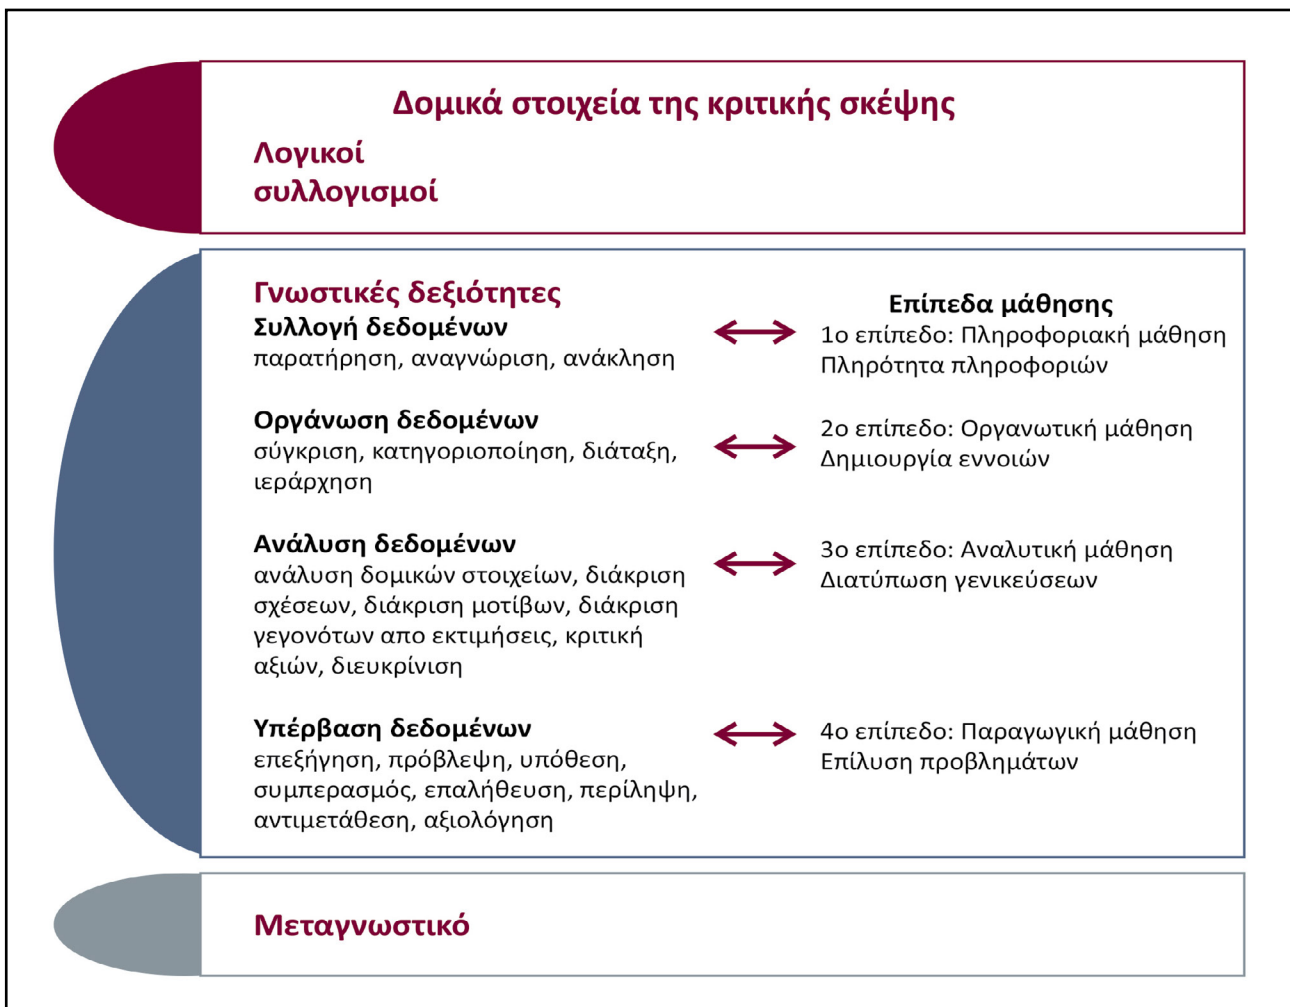 Δομικά στοιχεία της κριτικής σκέψης
Λογικοί
συλλογισμοί
Γνωστικές δεξιότητες
Συλλογή δεδομένων
παρατήρηση, αναγνώριση, ανάκληση
Επίπεδα μάθησης
1ο επίπεδο: Πληροφοριακή μάθηση
Πληρότητα πληροφοριών
Οργάνωση δεδομένων
σύγκριση, κατηγοριοποίηση, διάταξη,
ιεράρχηση
2ο επίπεδο: Οργανωτική μάθηση
Δημιουργία εννοιών
Ανάλυση δεδομένων
ανάλυση δομικών στοιχείων, διάκριση
σχέσεων, διάκριση μοτίβων, διάκριση
γεγονότων απο εκτιμήσεις, κριτική
αξιών, διευκρίνιση
3ο επίπεδο: Αναλυτική μάθηση
Διατύπωση γενικεύσεων
Υπέρβαση δεδομένων
επεξήγηση, πρόβλεψη, υπόθεση,
συμπερασμός, επαλήθευση, περίληψη,
αντιμετάθεση, αξιολόγηση
4ο επίπεδο: Παραγωγική μάθηση
Επίλυση προβλημάτων
Μεταγνωστικό